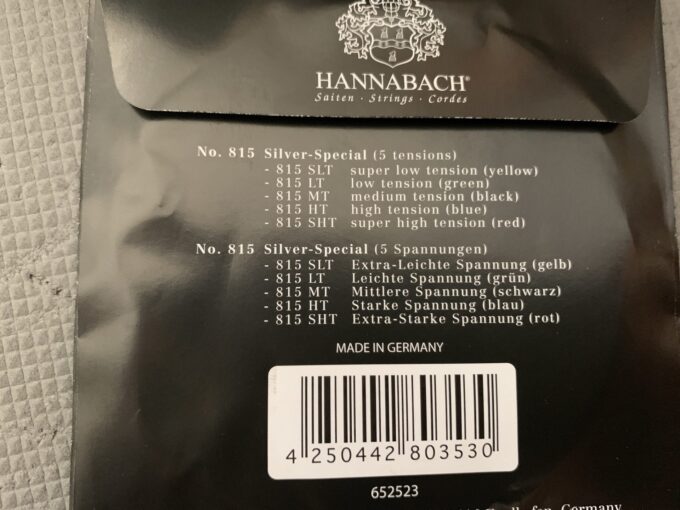 HANNABACH®
Saiten · Strings · Cordes
No. 815 Silver-Special (5 tensions)
- 815 SLT super low tension (yellow)
- 815 LT low tension (green)
- 815 MT medium tension (black)
- 815 HT high tension (blue)
- 815 SHT super high tension (red)
No. 815 Silver-Special (5 Spannungen)
- 815 SLT Extra-Leichte Spannung (gelb)
- 815 LT Leichte Spannung (grün)
- 815 MT Mittlere Spannung (schwarz)
- 815 HT Starke Spannung (blau)
- 815 SHT Extra-Starke Spannung (rot)
MADE IN GERMANY
4 250442 803530
652523
Germany